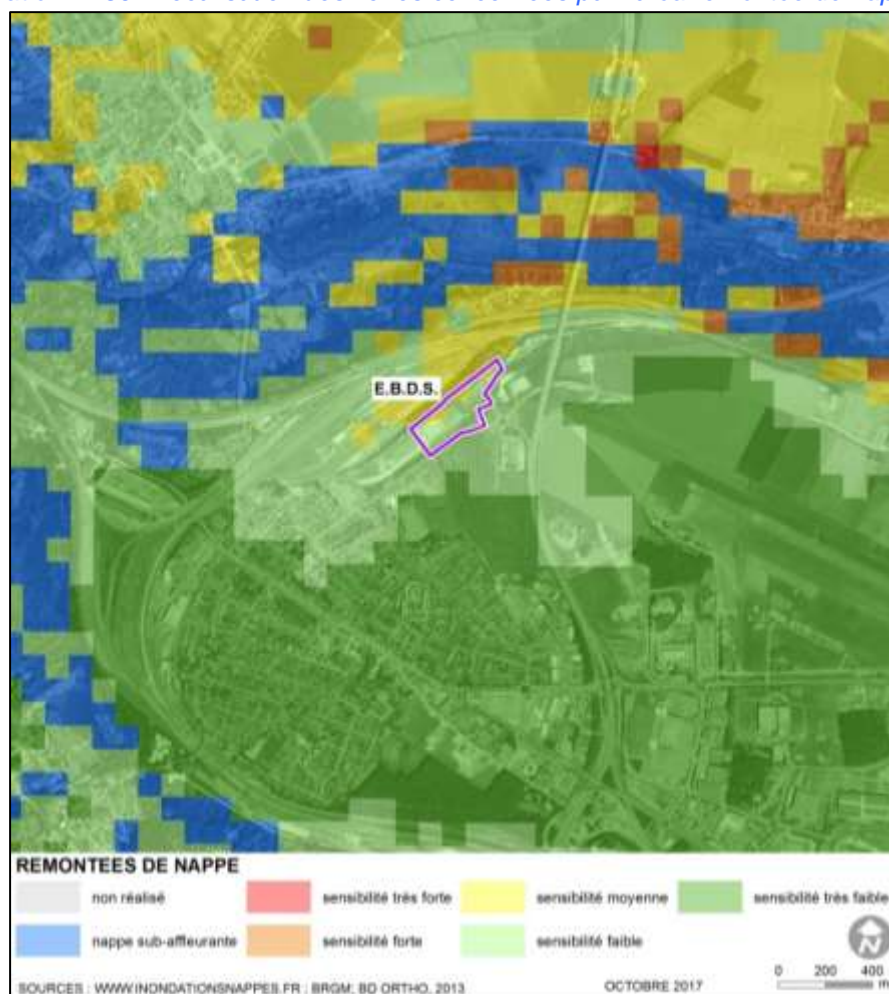 E.B.D.S.
REMONTEES DE NAPPE
non réalisé
sensibilité très forte
sensibilité moyenne
sensibilité très faible
nappe sub-affleurante
sensibilité forte
sensibilité faible
0 200 400
m
SOURCES : WWW.INONDATIONSNAPPES.FR ; BRGM; BD ORTHO, 2013
OCTOBRE 2017